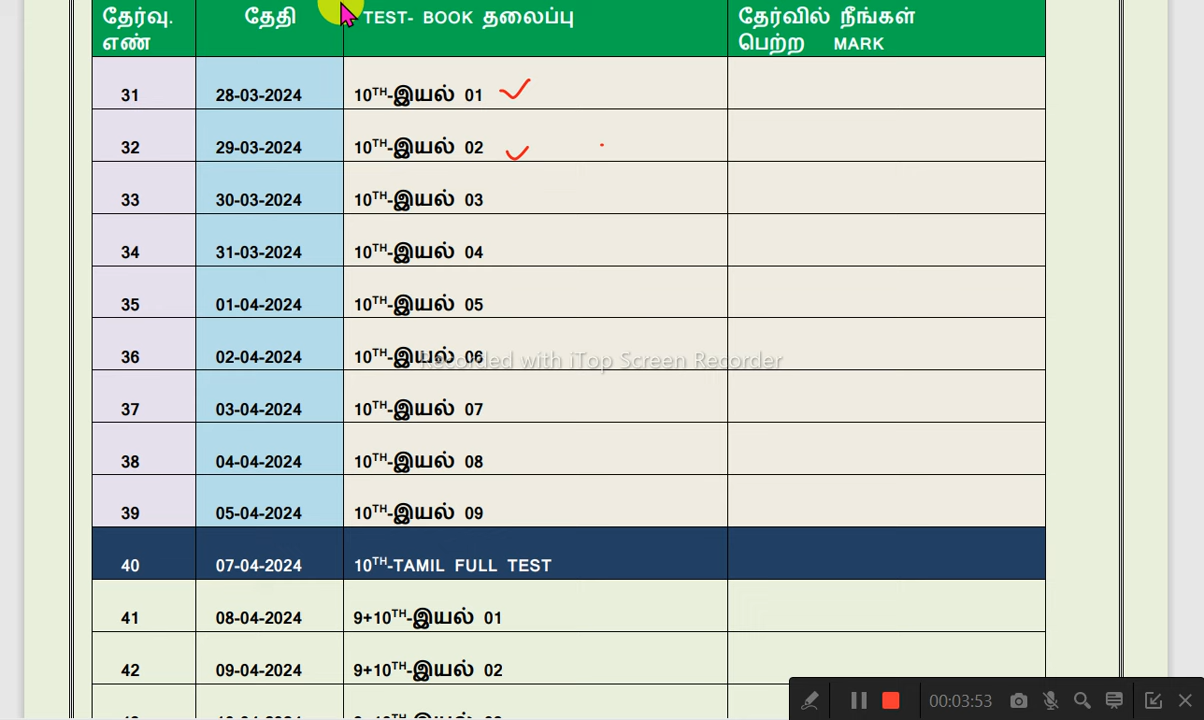 தேர்வு. எண் தேதி TEST- BOOK தலைப்பு தேர்வில் நீங்கள் பெற்ற MARK
31 28-03-2024 10TH-இயல் 01
32 29-03-2024 10TH-இயல் 02
33 30-03-2024 10TH-இயல் 03
34 31-03-2024 10TH-இயல் 04
35 01-04-2024 10TH-இயல் 05
36 02-04-2024 10TH-இயல் 06
Recorded with iTop Screen Recorder
37 03-04-2024 10TH-இயல் 07
38 04-04-2024 10TH-இயல் 08
39 05-04-2024 10TH-இயல் 09
40 07-04-2024 10TH-TAMIL FULL TEST
41 08-04-2024 9+10TH-இயல் 01
42 09-04-2024 9+10TH-இயல் 02
00:03:53